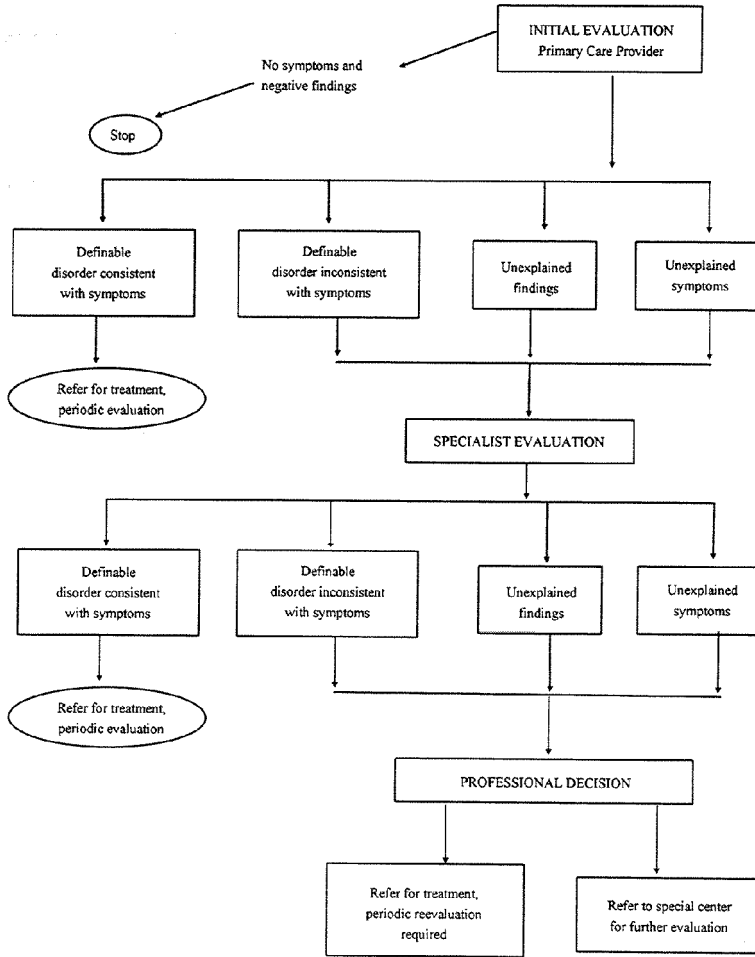 INITIAL EVALUATION
Primary Care Provider
No symptoms and
negative findings
Stop
Definable
disorder consistent
with symptoms
Definable
disorder inconsistent
with symptoms
Unexplained
findings
Unexplained
symptoms
Refer for treatment,
periodic evaluation
SPECIALIST EVALUATION
Definable
disorder consistent
with symptoms
Definable
disorder inconsistent
with symptoms
Unexplained
findings
Unexplained
symptoms
Refer for treatment,
periodic evaluation
PROFESSIONAL DECISION
Refer for treatment,
periodic reevaluation
required
Refer to special center
for further evaluation